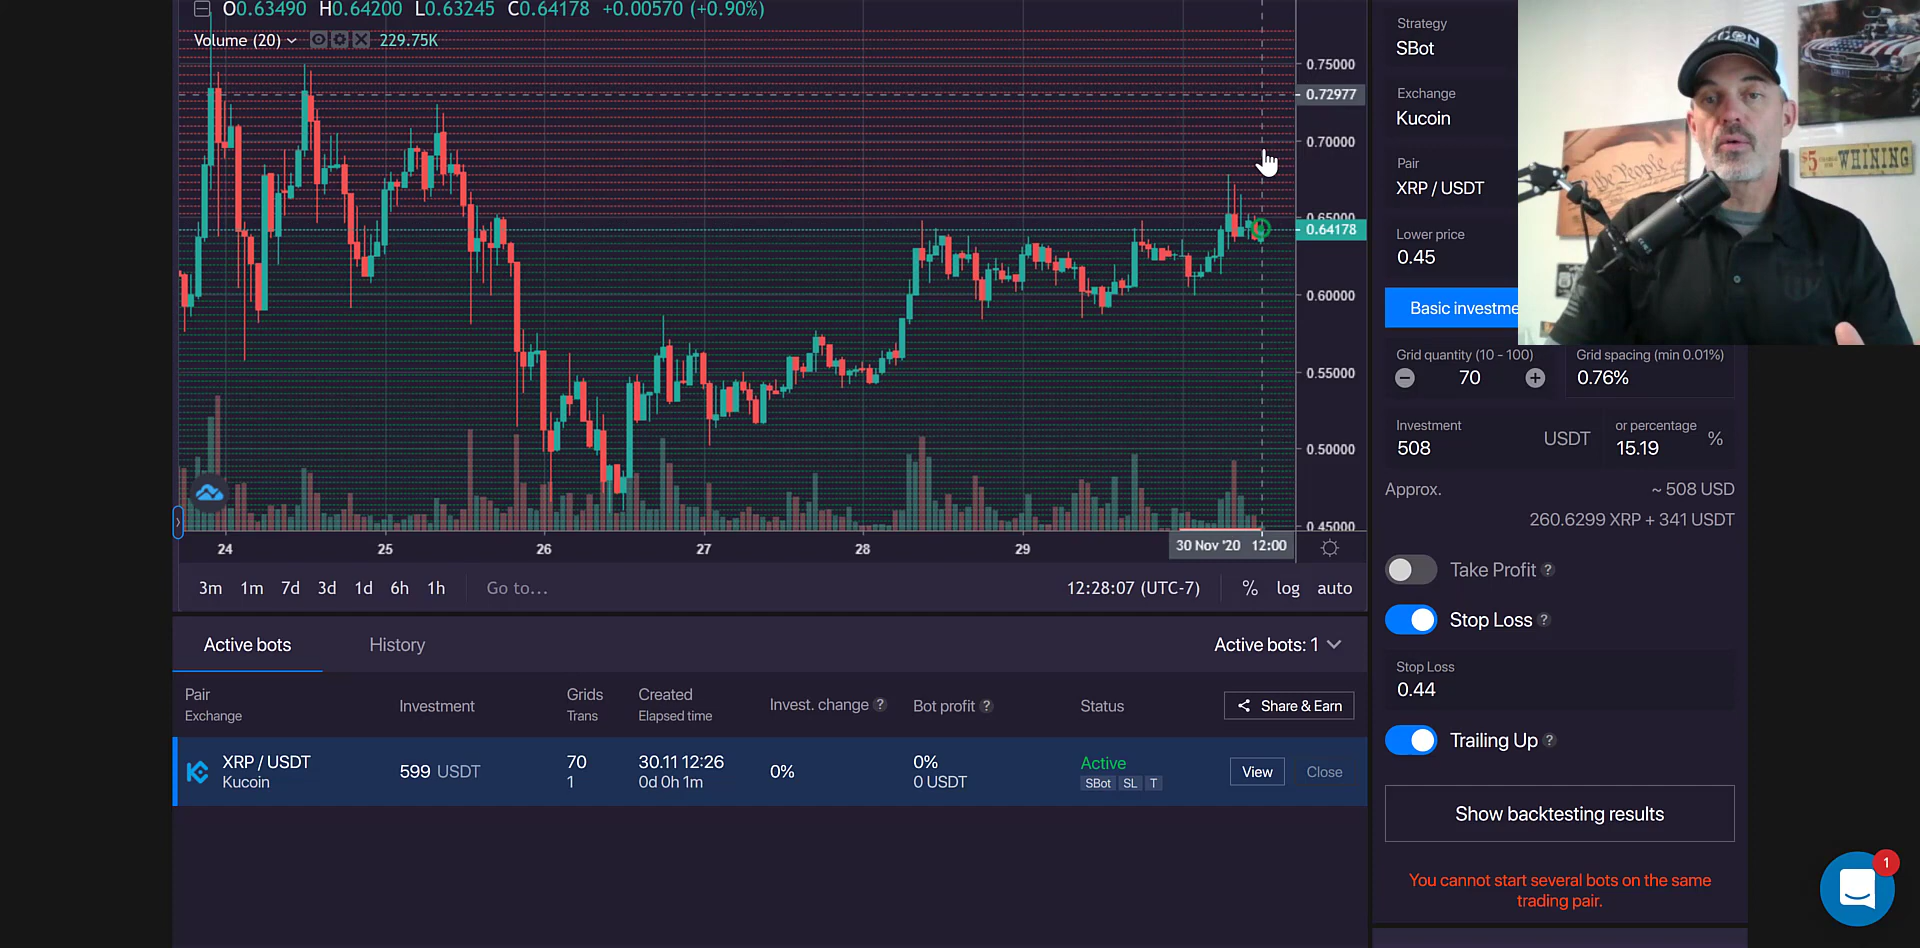 O0.63490 H0.64200 L0.63245 C0.64178 +0.00570 (+0.90%)
Volume (20) 229.75K
0.75000
0.72977
0.70000
0.65000
0.64178
0.60000
0.55000
0.50000
0.45000
24 25 26 27 28 29 30 Nov '20 12:00
3m 1m 7d 3d 1d 6h 1h Go to... 12:28:07 (UTC-7) % log auto
Active bots History Active bots: 1
Pair
Exchange
Investment
Grids
Trans
Created
Elapsed time
Invest. change ?
Bot profit ?
Status
Share & Earn
XRP / USDT
Kucoin
599 USDT
70
1
30.11 12:26
0d 0h 1m
0%
0%
0 USDT
Active
SBot SL T
View
Close
Strategy
SBot
Exchange
Kucoin
Pair
XRP / USDT
Lower price
0.45
Basic investme
Grid quantity (10 - 100)
70
Grid spacing (min 0.01%)
0.76%
Investment
508 USDT
or percentage
15.19 %
Approx. ~ 508 USD
260.6299 XRP + 341 USDT
Take Profit ?
Stop Loss ?
Stop Loss
0.44
Trailing Up ?
Show backtesting results
You cannot start several bots on the same
trading pair.
1
We the People
$5
WHINING